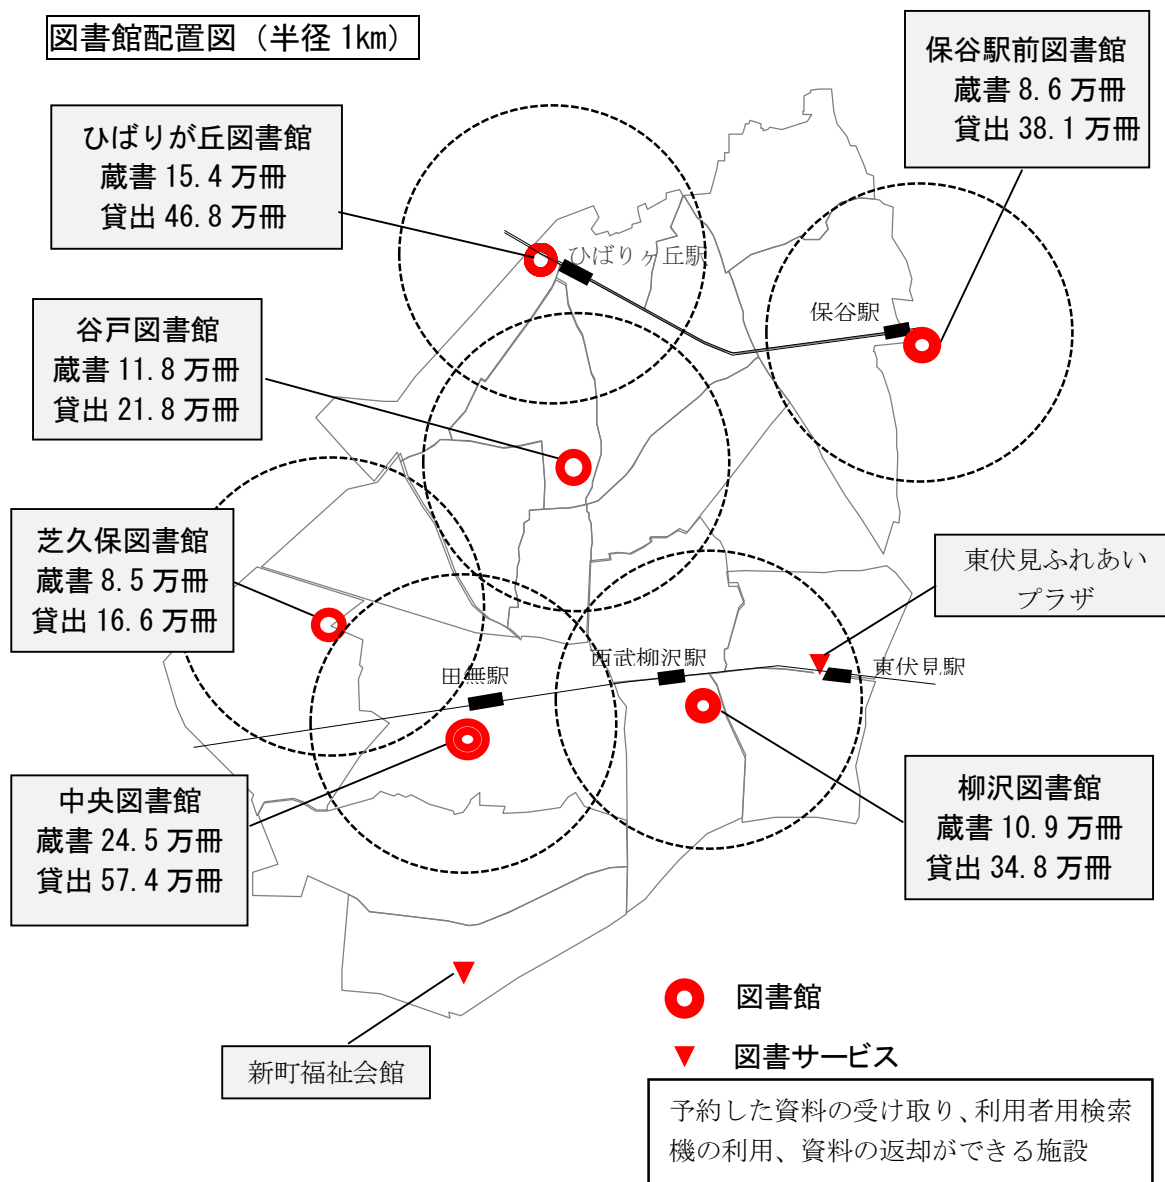 図書館配置図（半径 1km）
保谷駅前図書館
蔵書 8.6 万冊
貸出 38.1 万冊
ひばりが丘図書館
蔵書 15.4 万冊
貸出 46.8 万冊
ひばりヶ丘駅
保谷駅
谷戸図書館
蔵書 11.8 万冊
貸出 21.8 万冊
芝久保図書館
蔵書 8.5 万冊
貸出 16.6 万冊
東伏見ふれあい
プラザ
田無駅
西武柳沢駅
東伏見駅
中央図書館
蔵書 24.5 万冊
貸出 57.4 万冊
柳沢図書館
蔵書 10.9 万冊
貸出 34.8 万冊
新町福祉会館
図書館
図書サービス
予約した資料の受け取り、利用者用検索
機の利用、資料の返却ができる施設